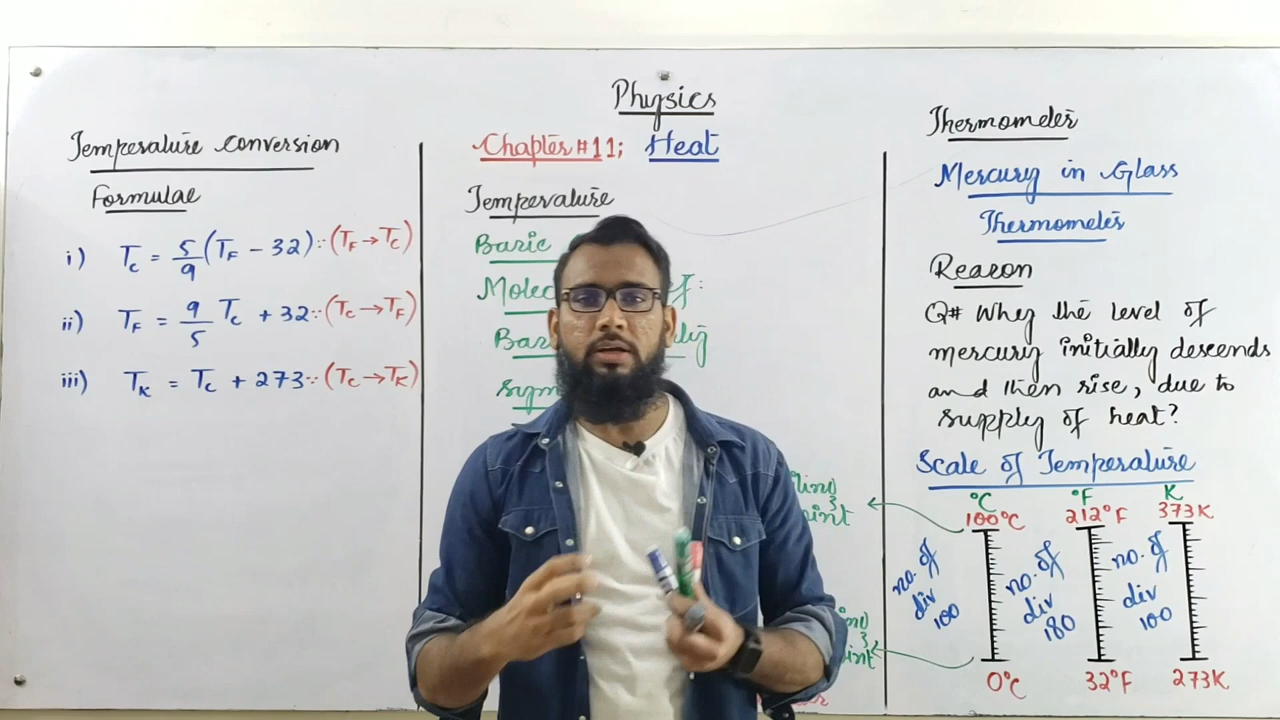 Physics
Chapter #11; Heat
Temperature conversion
Formulae
i) Tc = 5/9 (TF - 32) ∵ (TF → Tc)
ii) TF = 9/5 Tc + 32 ∵ (Tc → TF)
iii) TK = Tc + 273 ∵ (Tc → TK)
Temperature
Basic
of:
Thermometer
Mercury in Glass
Thermometer
Reason
Q# Why the level of
mercury initially descends
and then rise, due to
supply of heat?
Scale of Temperature
°C °F K
100°C 212°F 373K
no. of div 100
no. of div 180
no. of div 100
0°C 32°F 273K